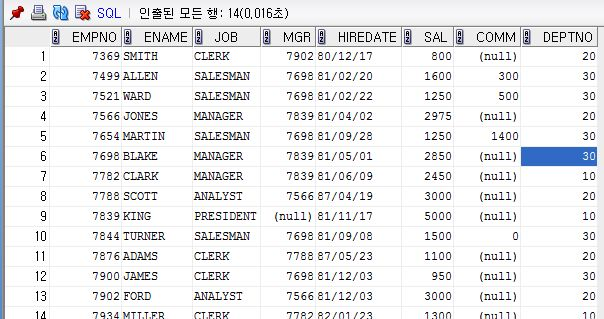 SQL | 인출된 모든 행: 14(0,016초)
EMPNO ENAME JOB MGR HIREDATE SAL COMM DEPTNO
1 7369 SMITH CLERK 7902 80/12/17 800 (null) 20
2 7499 ALLEN SALESMAN 7698 81/02/20 1600 300 30
3 7521 WARD SALESMAN 7698 81/02/22 1250 500 30
4 7566 JONES MANAGER 7839 81/04/02 2975 (null) 20
5 7654 MARTIN SALESMAN 7698 81/09/28 1250 1400 30
6 7698 BLAKE MANAGER 7839 81/05/01 2850 (null) 30
7 7782 CLARK MANAGER 7839 81/06/09 2450 (null) 10
8 7788 SCOTT ANALYST 7566 87/04/19 3000 (null) 20
9 7839 KING PRESIDENT (null) 81/11/17 5000 (null) 10
10 7844 TURNER SALESMAN 7698 81/09/08 1500 0 30
11 7876 ADAMS CLERK 7788 87/05/23 1100 (null) 20
12 7900 JAMES CLERK 7698 81/12/03 950 (null) 30
13 7902 FORD ANALYST 7566 81/12/03 3000 (null) 20
14 7934 MILLER CLERK 7782 82/01/23 1300 (null) 10